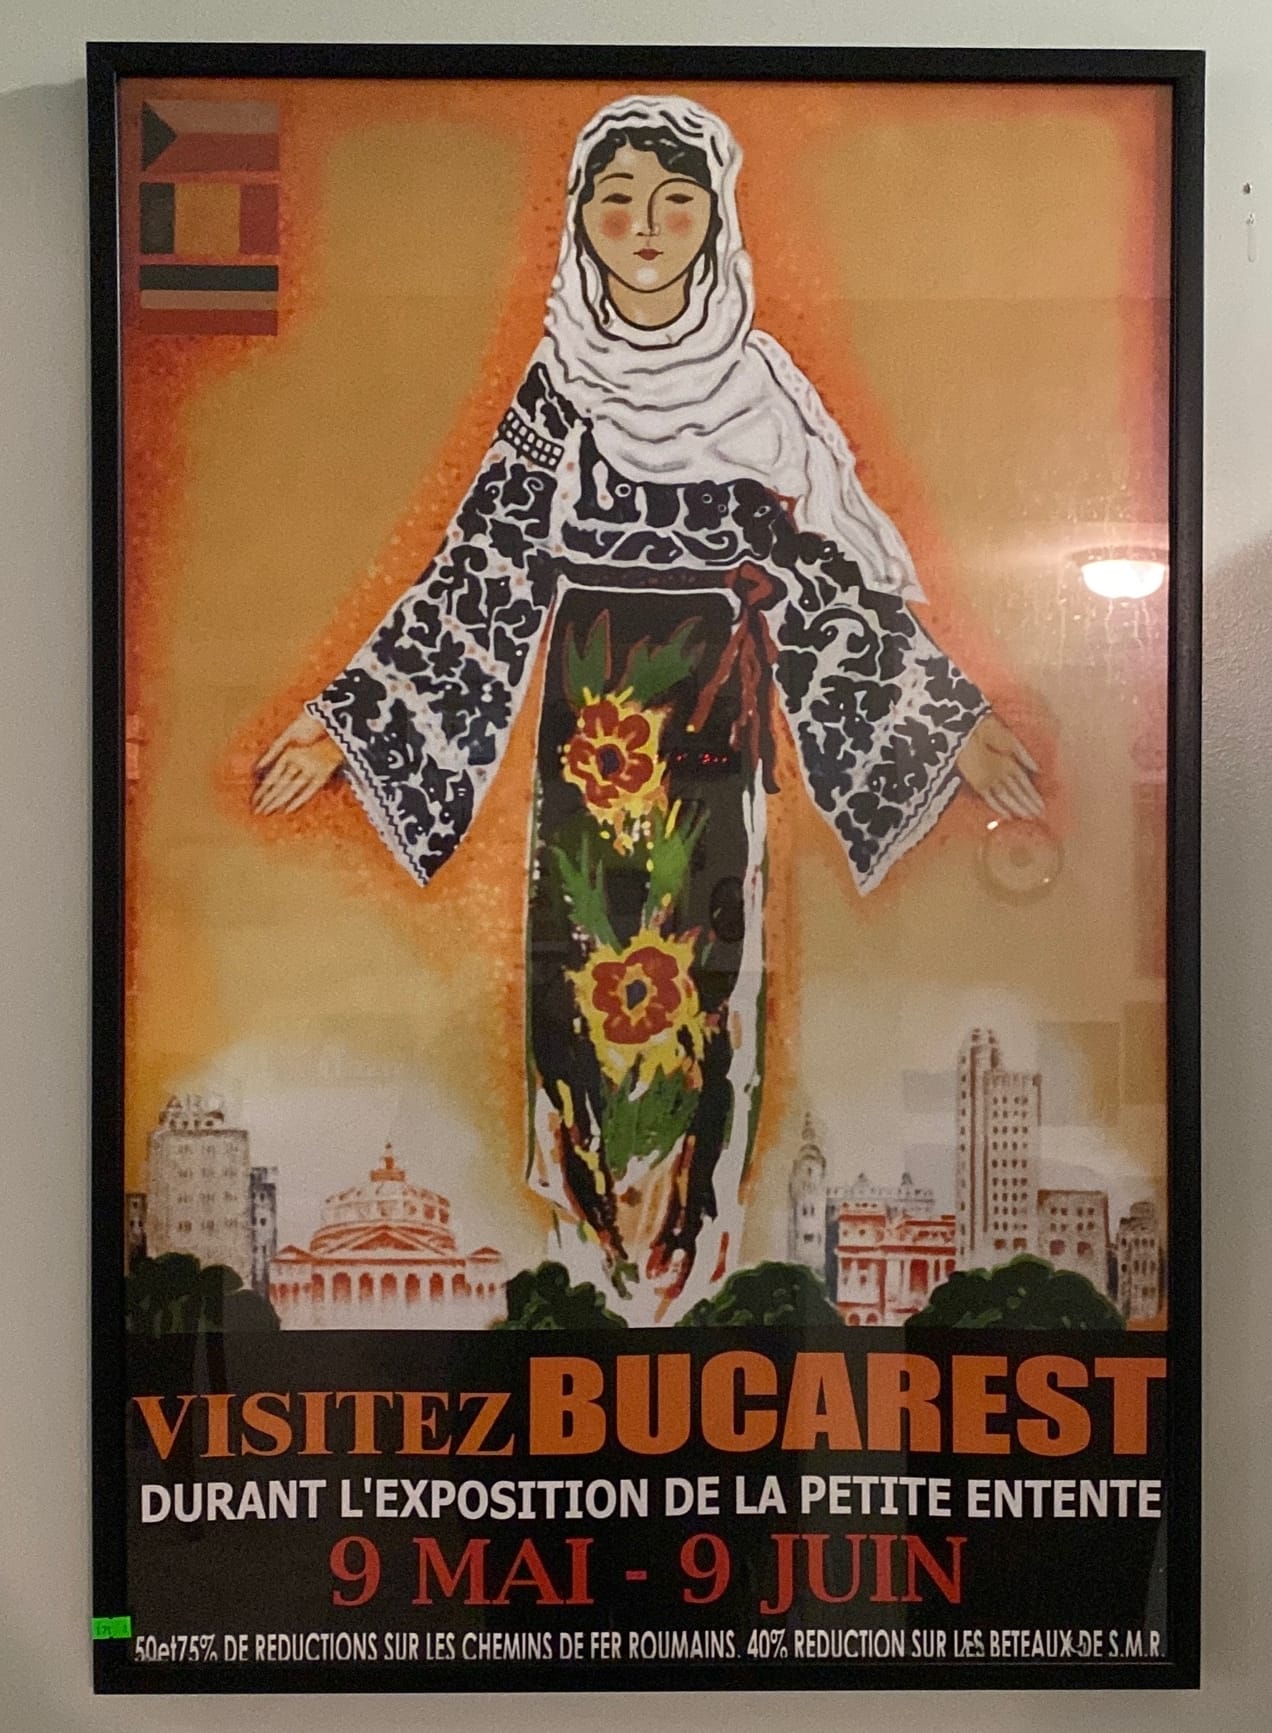 ARO
VISITEZ BUCAREST
DURANT L'EXPOSITION DE LA PETITE ENTENTE
9 MAI - 9 JUIN
50et75% DE REDUCTIONS SUR LES CHEMINS DE FER ROUMAINS. 40% REDUCTION SUR LES BETEAUX DE S.M.R.